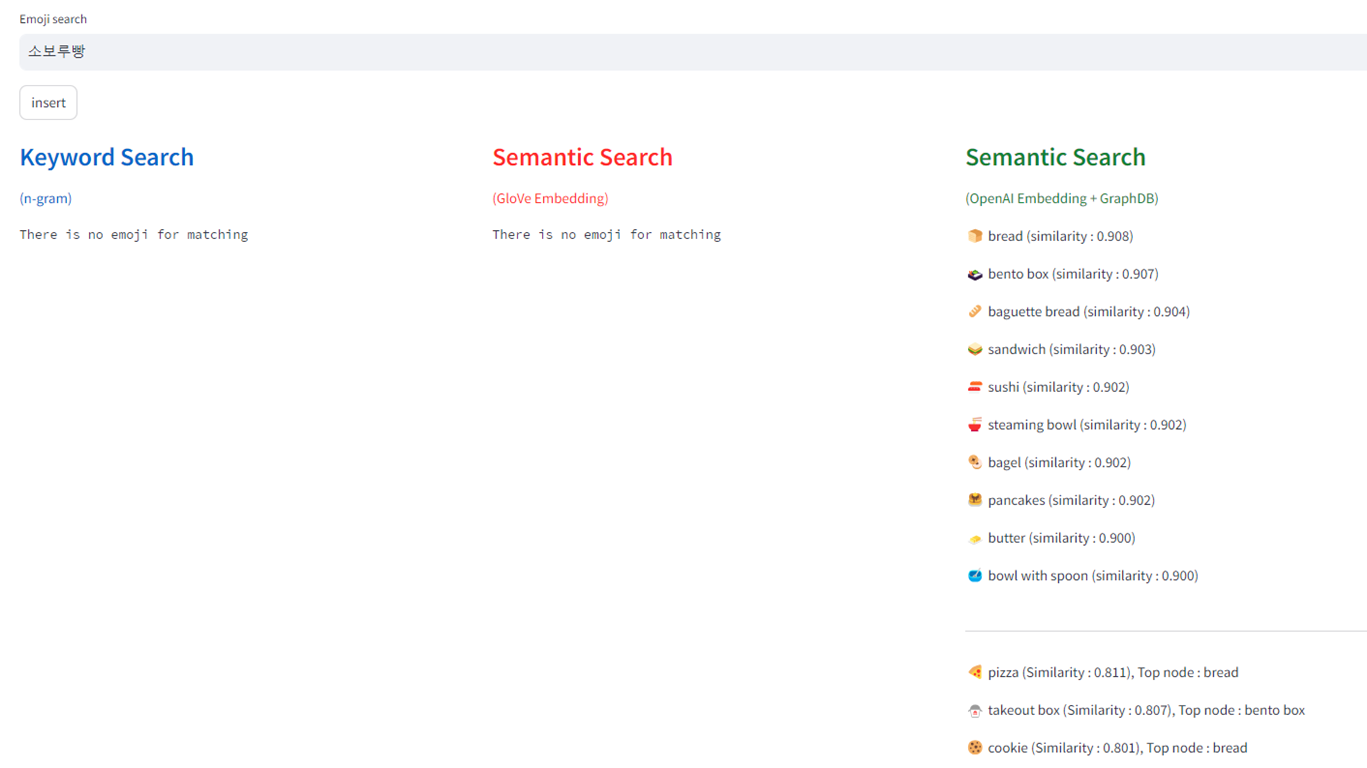 Emoji search
소보루빵
insert
Keyword Search
(n-gram)
There is no emoji for matching
Semantic Search
(GloVe Embedding)
There is no emoji for matching
Semantic Search
(OpenAI Embedding + GraphDB)
bread (similarity : 0.908)
bento box (similarity : 0.907)
baguette bread (similarity : 0.904)
sandwich (similarity : 0.903)
sushi (similarity : 0.902)
steaming bowl (similarity : 0.902)
bagel (similarity : 0.902)
pancakes (similarity : 0.902)
butter (similarity : 0.900)
bowl with spoon (similarity : 0.900)
pizza (Similarity : 0.811), Top node : bread
takeout box (Similarity : 0.807), Top node : bento box
cookie (Similarity : 0.801), Top node : bread